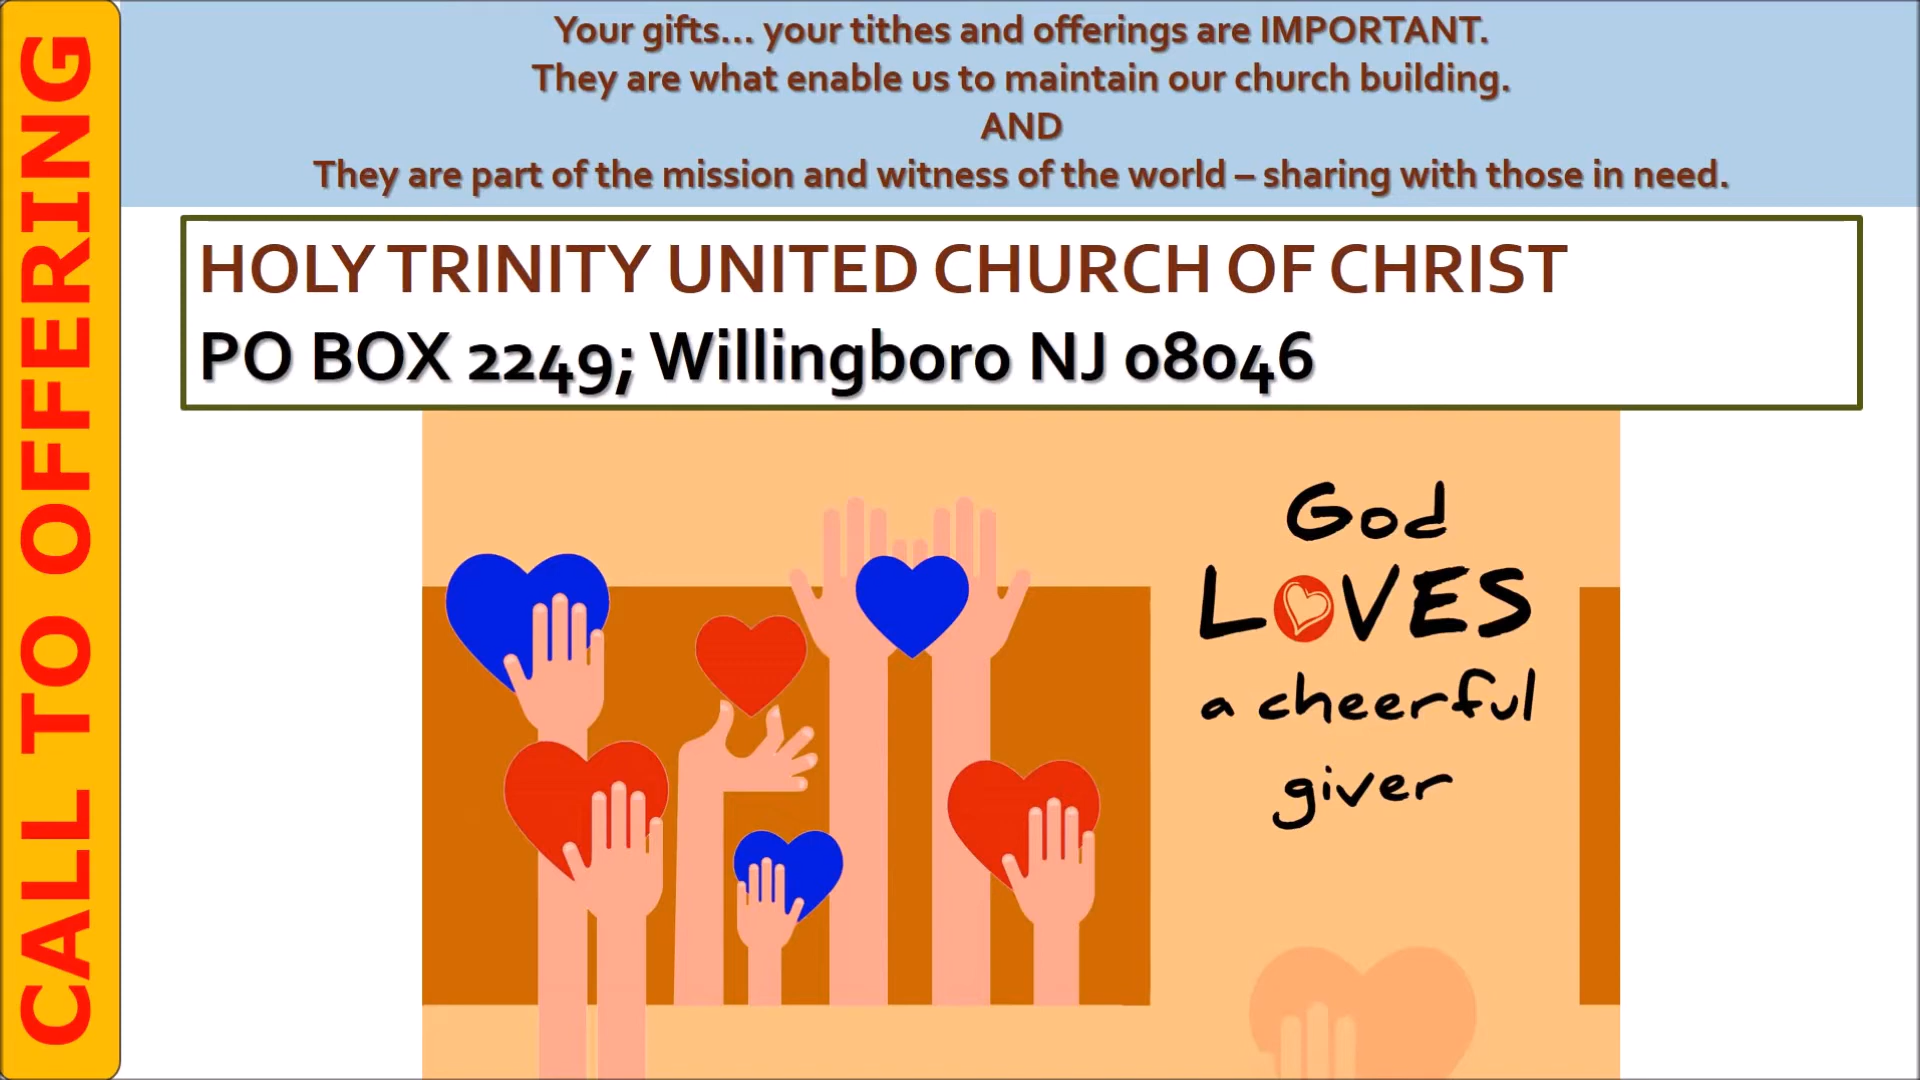 CALL TO OFFERING
Your gifts... your tithes and offerings are IMPORTANT.
They are what enable us to maintain our church building.
AND
They are part of the mission and witness of the world – sharing with those in need.
HOLY TRINITY UNITED CHURCH OF CHRIST
PO BOX 2249; Willingboro NJ 08046
God
LOVES
a cheerful
giver